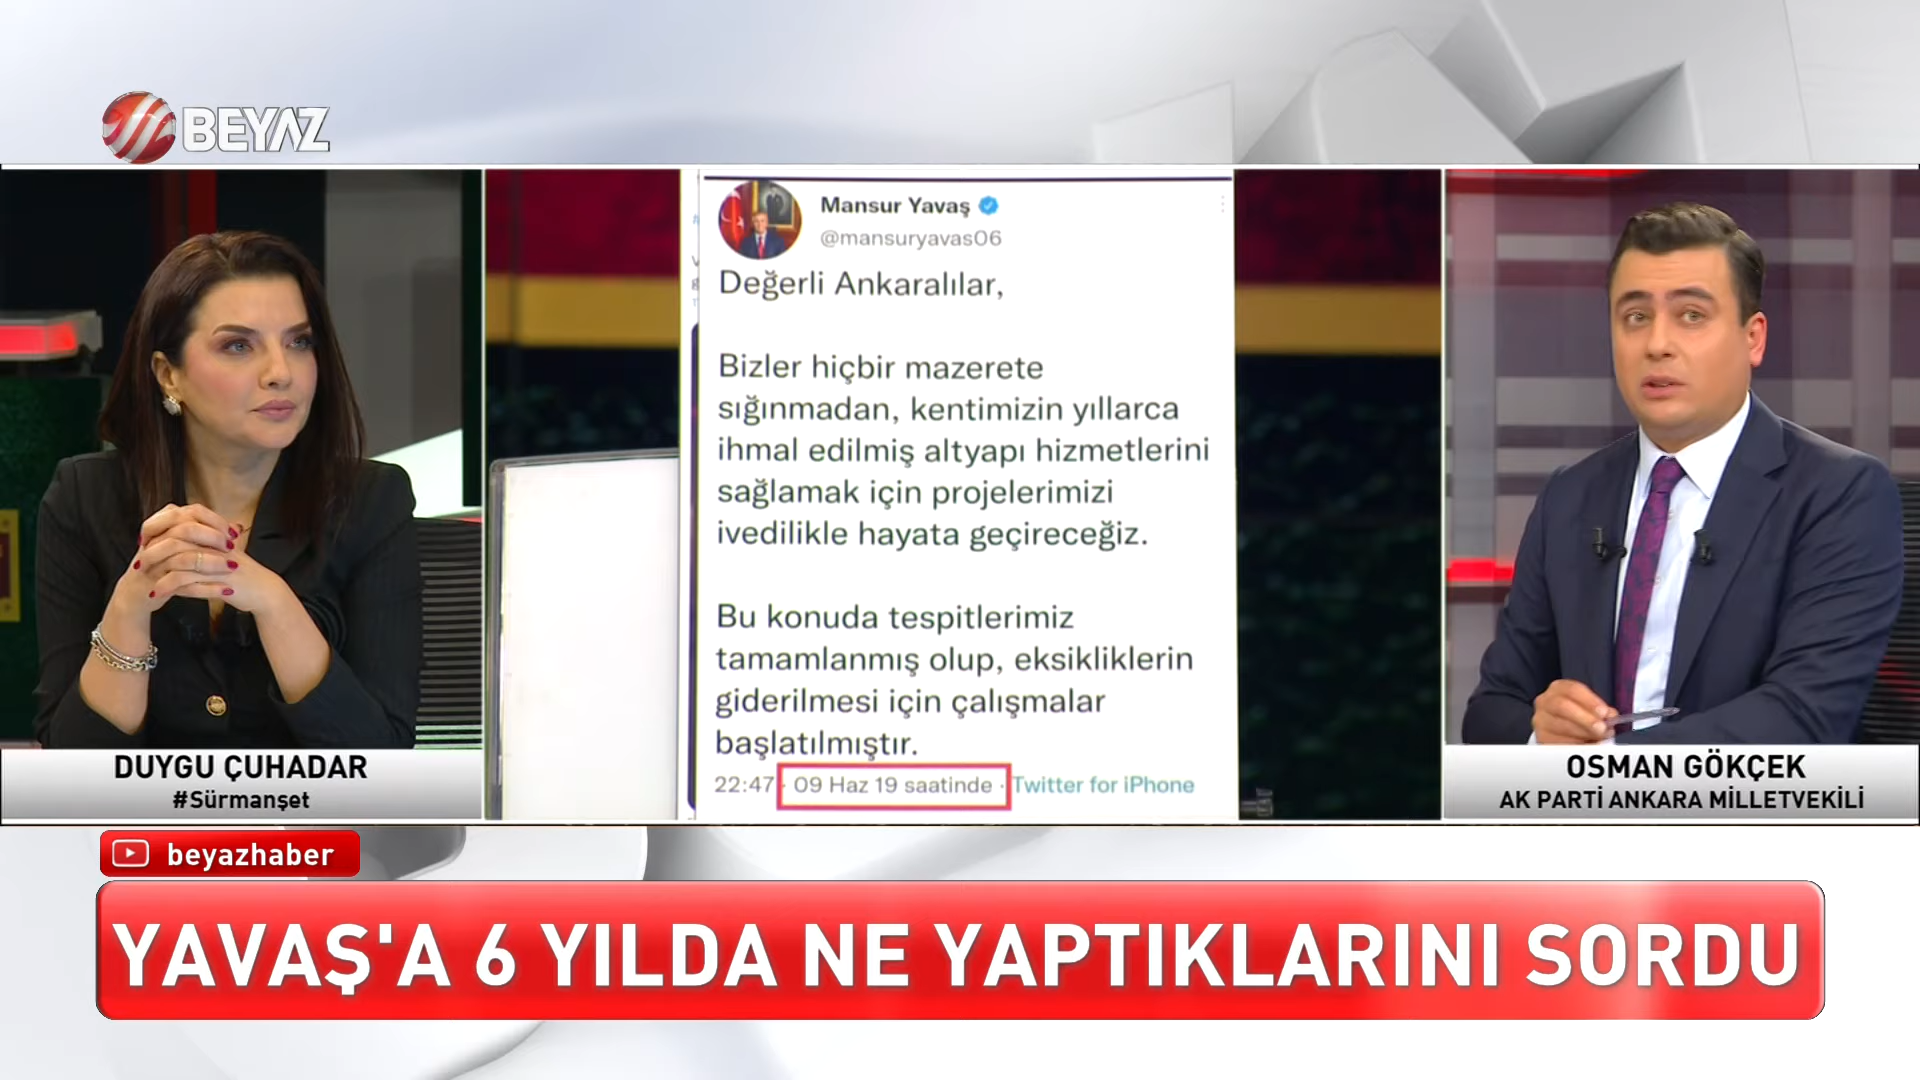 BEYAZ
Mansur Yavaş
@mansuryavas06
Değerli Ankaralılar,
Bizler hiçbir mazerete
sığınmadan, kentimizin yıllarca
ihmal edilmiş altyapı hizmetlerini
sağlamak için projelerimizi
ivedilikle hayata geçireceğiz.
Bu konuda tespitlerimiz
tamamlanmış olup, eksikliklerin
giderilmesi için çalışmalar
başlatılmıştır.
22:47 · 09 Haz 19 saatinde · Twitter for iPhone
DUYGU ÇUHADAR
#Sürmanşet
OSMAN GÖKÇEK
AK PARTİ ANKARA MİLLETVEKİLİ
beyazhaber
YAVAŞ'A 6 YILDA NE YAPTIKLARINI SORDU